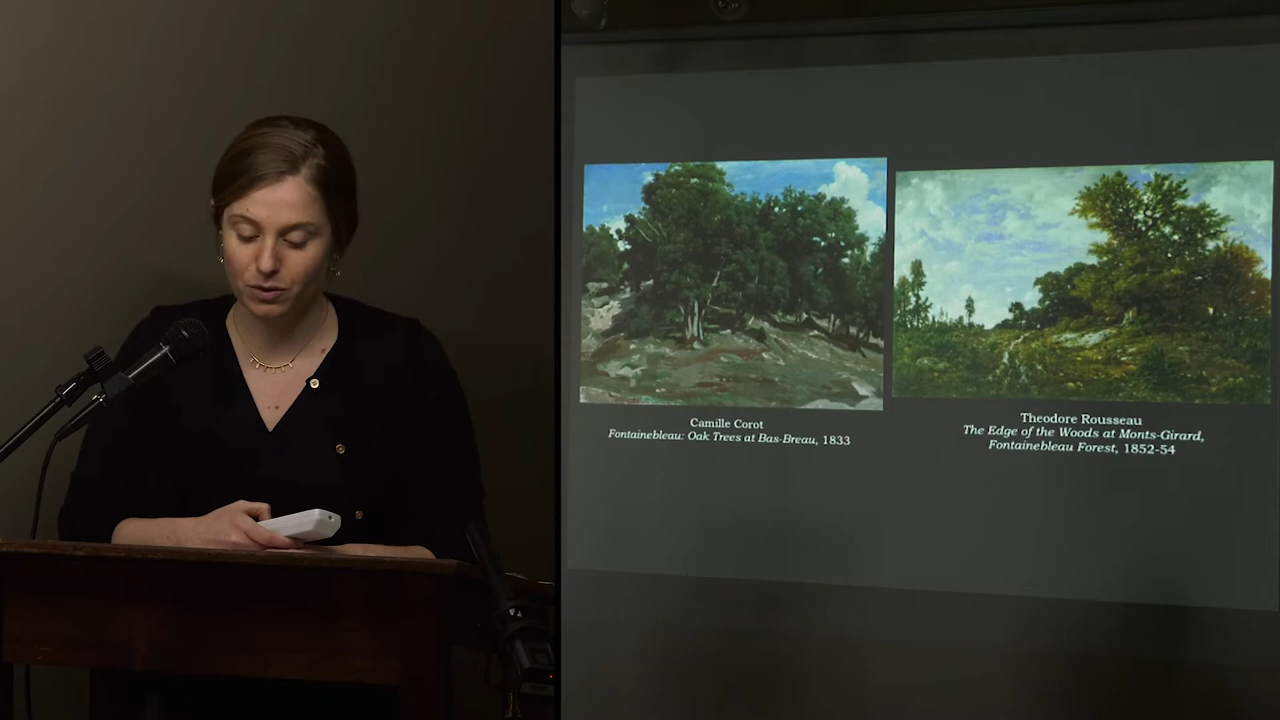 Camille Corot
Fontainebleau: Oak Trees at Bas-Breau, 1833
Theodore Rousseau
The Edge of the Woods at Monts-Girard,
Fontainebleau Forest, 1852-54